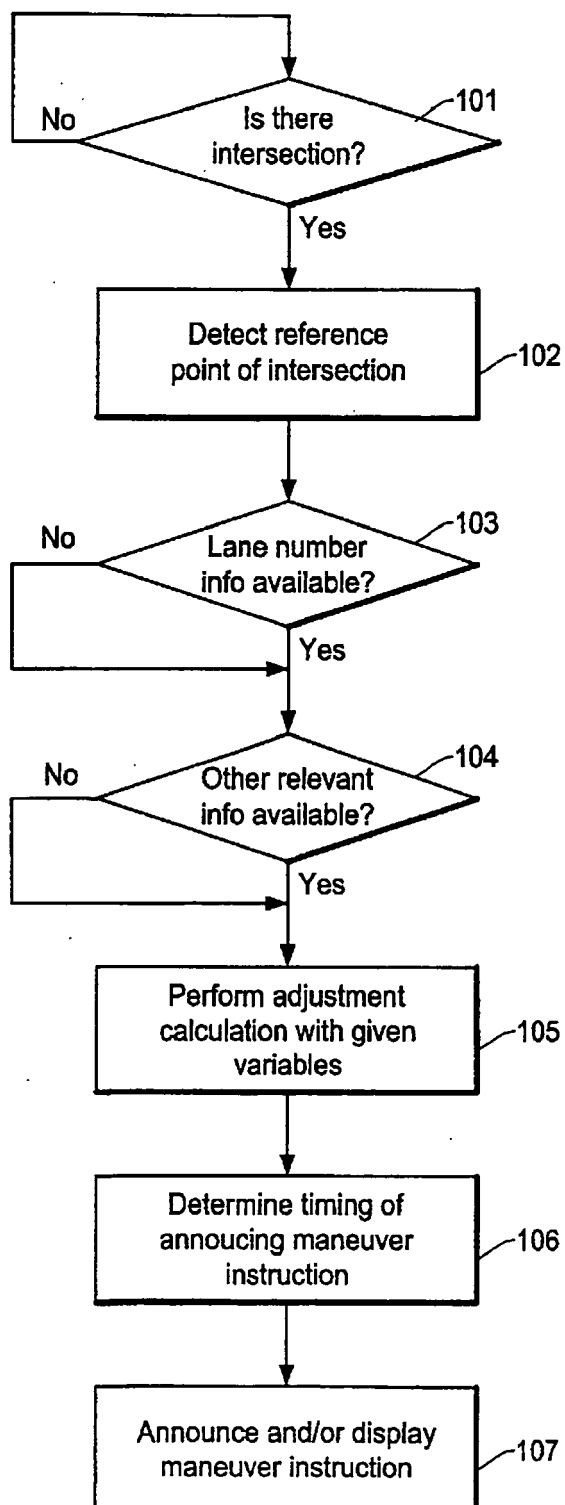 101
Is there
intersection?
No
Yes
Detect reference
point of intersection
102
103
No
Lane number
info available?
Yes
104
No
Other relevant
info available?
Yes
Perform adjustment
calculation with given
variables
105
Determine timing of
annoucing maneuver
instruction
106
Announce and/or display
maneuver instruction
107